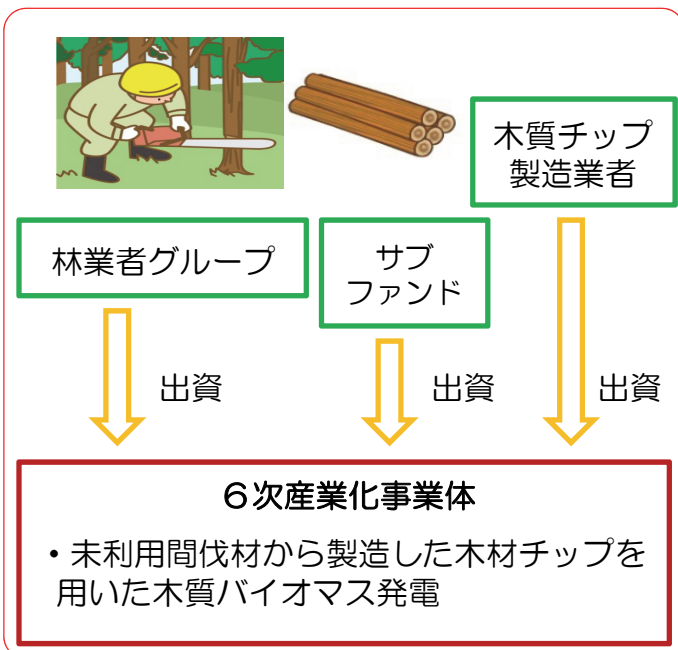 木質チップ
製造業者
林業者グループ
サブ
ファンド
出資
出資
出資
６次産業化事業体
・未利用間伐材から製造した木材チップを
用いた木質バイオマス発電